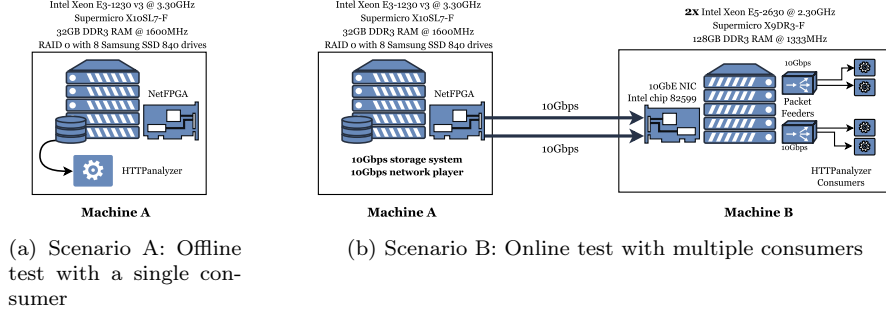 Intel Xeon E3-1230 v3 @ 3.30GHz
Supermicro X10SL7-F
32GB DDR3 RAM @ 1600MHz
RAID 0 with 8 Samsung SSD 840 drives
NetFPGA
HTTPanalyzer
Machine A
(a) Scenario A: Offline
test with a single con-
sumer
Intel Xeon E3-1230 v3 @ 3.30GHz
Supermicro X10SL7-F
32GB DDR3 RAM @ 1600MHz
RAID 0 with 8 Samsung SSD 840 drives
NetFPGA
10Gbps storage system
10Gbps network player
Machine A
10Gbps
10Gbps
2x Intel Xeon E5-2630 @ 2.30GHz
Supermicro X9DR3-F
128GB DDR3 RAM @ 1333MHz
10GbE NIC
Intel chip 82599
10Gbps
Packet
Feeders
10Gbps
HTTPanalyzer
Consumers
Machine B
(b) Scenario B: Online test with multiple consumers